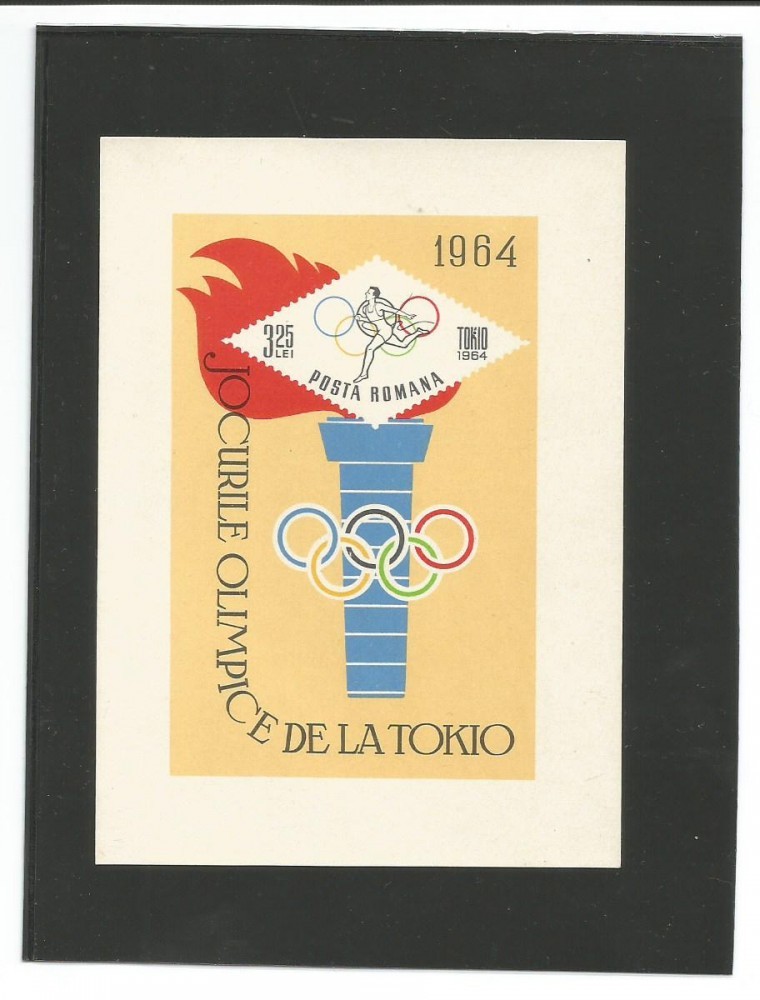 1964
3 25
LEI
TOKIO
1964
POSTA ROMANA
JOCURILE OLIMPICE DE LA TOKIO